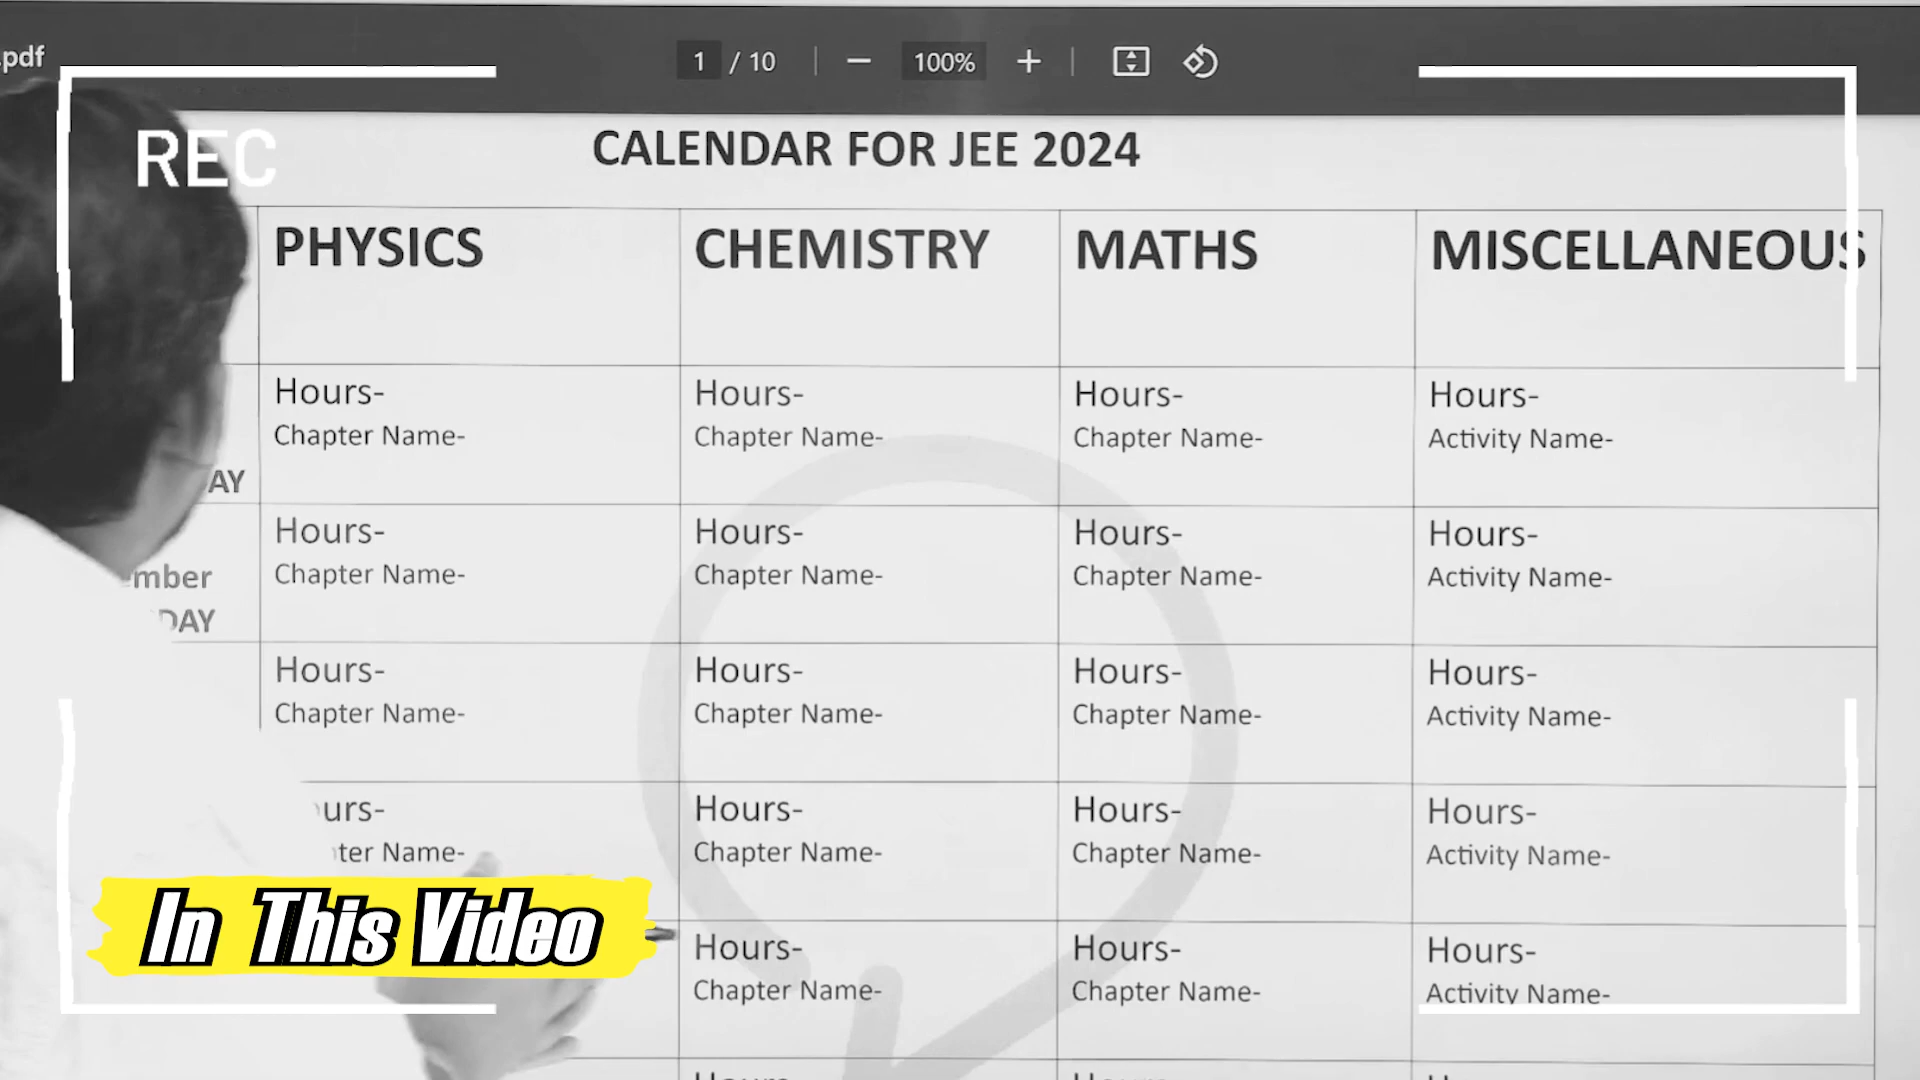 .pdf
1 / 10
100%
REC
CALENDAR FOR JEE 2024
PHYSICS CHEMISTRY MATHS MISCELLANEOUS
Hours- Hours- Hours- Hours-
Chapter Name- Chapter Name- Chapter Name- Activity Name-
AY
Hours- Hours- Hours- Hours-
mber Chapter Name- Chapter Name- Chapter Name- Activity Name-
DAY
Hours- Hours- Hours- Hours-
Chapter Name- Chapter Name- Chapter Name- Activity Name-
urs- Hours- Hours- Hours-
ter Name- Chapter Name- Chapter Name- Activity Name-
In This Video
Hours- Hours- Hours-
Chapter Name- Chapter Name- Activity Name-